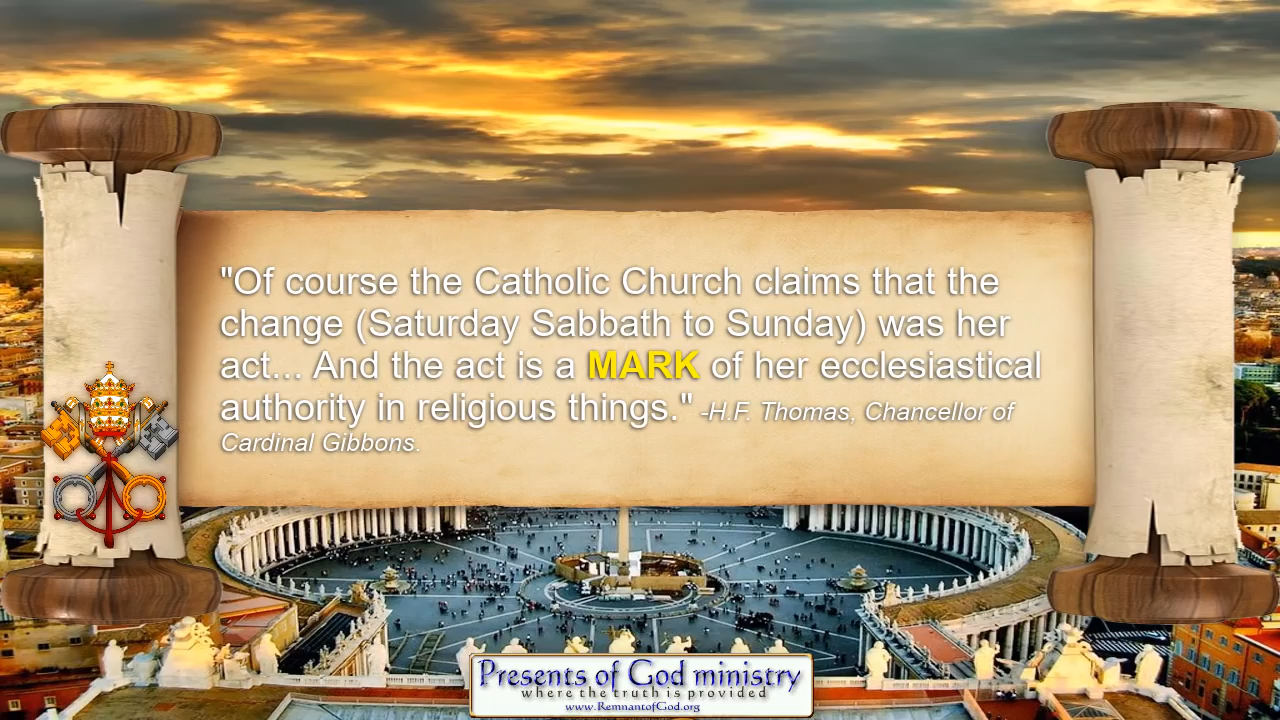 "Of course the Catholic Church claims that the
change (Saturday Sabbath to Sunday) was her
act... And the act is a MARK of her ecclesiastical
authority in religious things." -H.F. Thomas, Chancellor of
Cardinal Gibbons.
Presents of God ministry
where the truth is provided
www.RemnantofGod.org